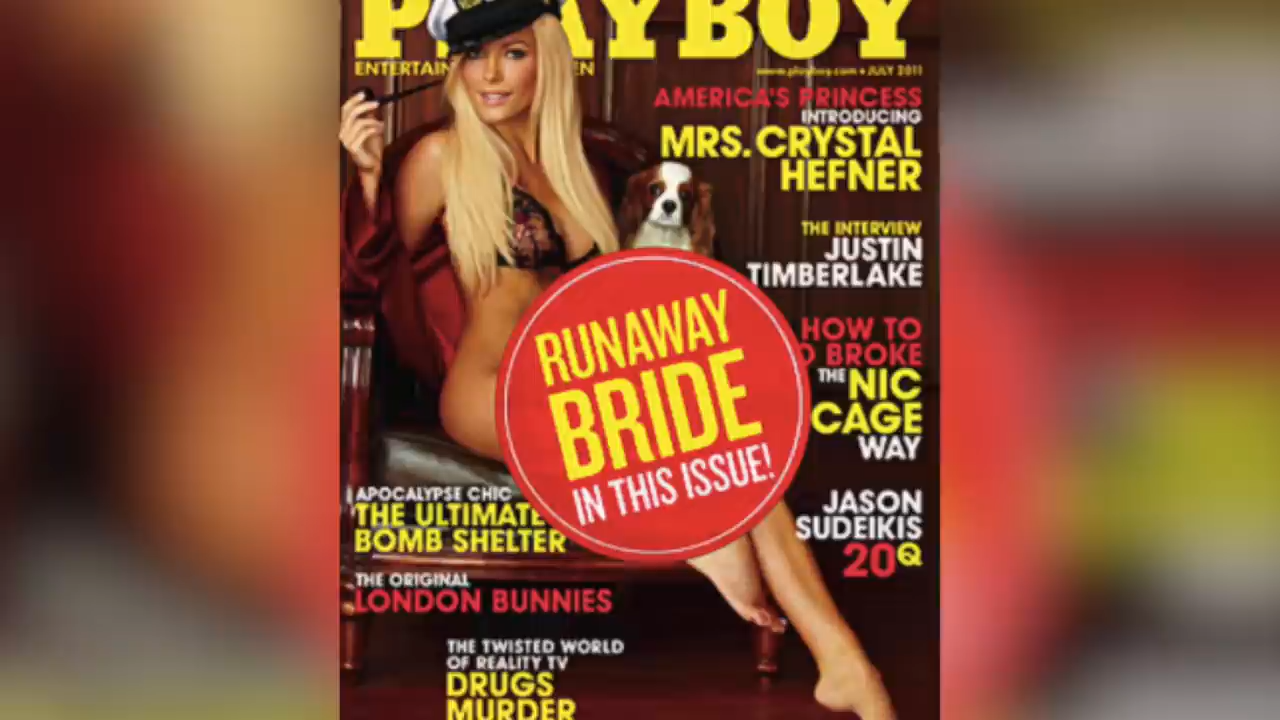 PLAYBOY
www.playboy.com • JULY 2011
AMERICA'S PRINCESS
INTRODUCING
MRS. CRYSTAL
HEFNER
THE INTERVIEW
JUSTIN
TIMBERLAKE
HOW TO
BROKE
THE NIC
CAGE
WAY
JASON
SUDEIKIS
20Q
RUNAWAY
BRIDE
IN THIS ISSUE!
APOCALYPSE CHIC
THE ULTIMATE
BOMB SHELTER
THE ORIGINAL
LONDON BUNNIES
THE TWISTED WORLD
OF REALITY TV
DRUGS
MURDER